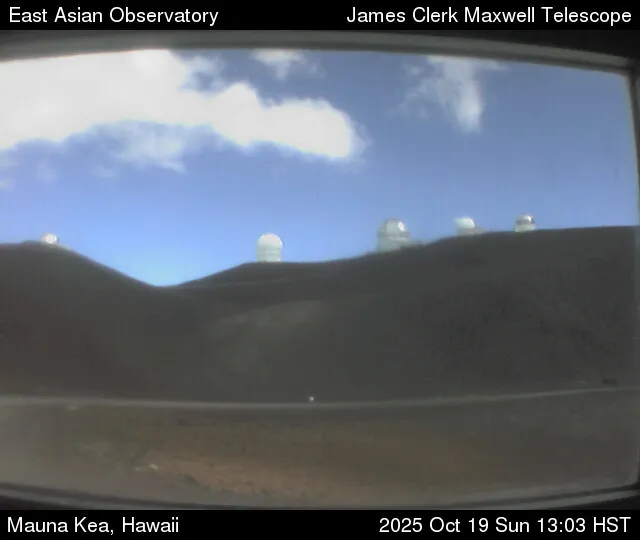 East Asian Observatory
James Clerk Maxwell Telescope
Mauna Kea, Hawaii
2025 Oct 19 Sun 13:03 HST